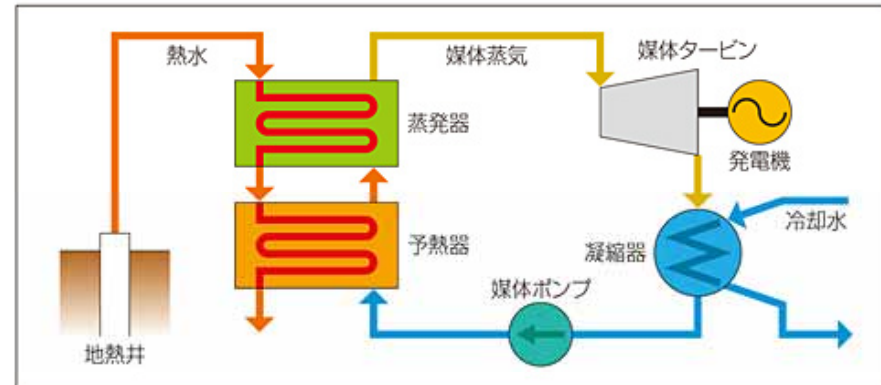 熱水
媒体蒸気
媒体タービン
蒸発器
発電機
冷却水
予熱器
凝縮器
媒体ポンプ
地熱井